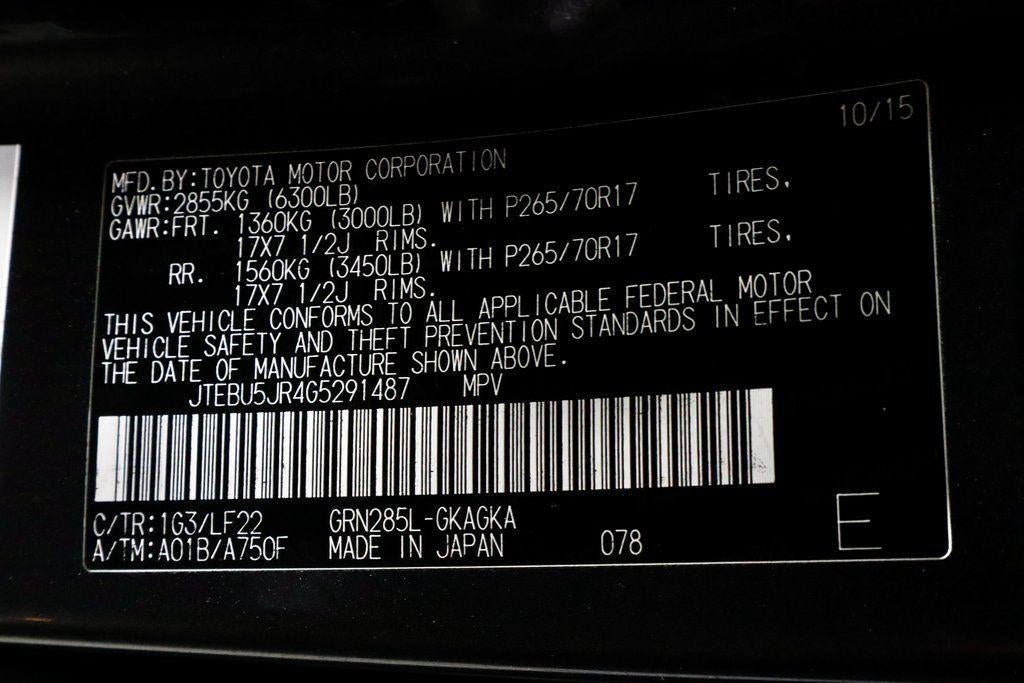 10/15
MFD. BY:TOYOTA MOTOR CORPORATION
GVWR:2855KG (6300LB)
GAWR:FRT. 1360KG (3000LB) WITH P265/70R17 TIRES,
17X7 1/2J RIMS.
RR. 1560KG (3450LB) WITH P265/70R17 TIRES,
17X7 1/2J RIMS.
THIS VEHICLE CONFORMS TO ALL APPLICABLE FEDERAL MOTOR
VEHICLE SAFETY AND THEFT PREVENTION STANDARDS IN EFFECT ON
THE DATE OF MANUFACTURE SHOWN ABOVE.
JTEBU5JR4G5291487 MPV
C/TR:1G3/LF22 GRN285L-GKAGKA
A/TM:A01B/A750F MADE IN JAPAN 078 E